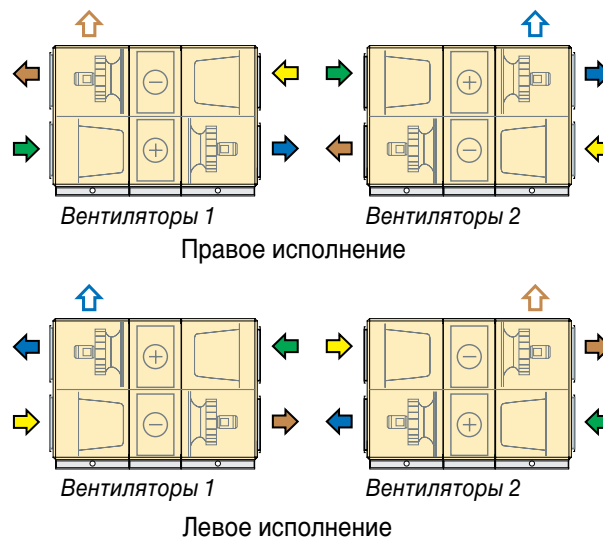 Вентиляторы 1
Вентиляторы 2
Правое исполнение
Вентиляторы 1
Вентиляторы 2
Левое исполнение